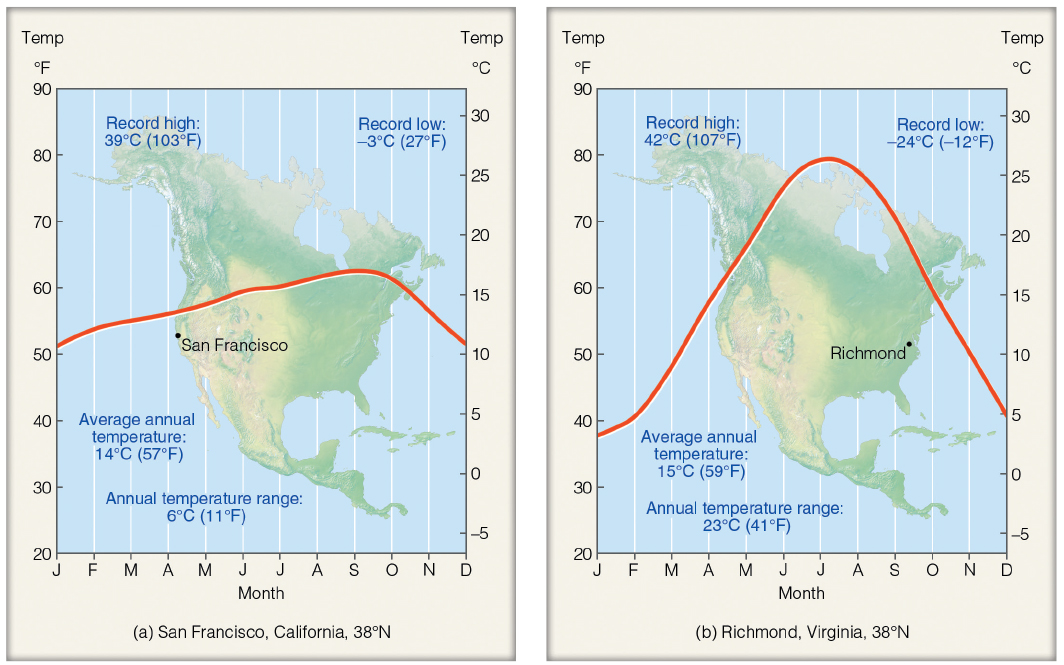 Temp
Temp
°F
°C
90
80
70
60
50
40
30
20
30
25
20
15
10
5
0
–5
Record high:
39°C (103°F)
Record low:
–3°C (27°F)
San Francisco
Average annual
temperature:
14°C (57°F)
Annual temperature range:
6°C (11°F)
J F M A M J J A S O N D
Month
(a) San Francisco, California, 38°N
Temp
Temp
°F
°C
90
80
70
60
50
40
30
20
30
25
20
15
10
5
0
–5
Record high:
42°C (107°F)
Record low:
–24°C (–12°F)
Richmond
Average annual
temperature:
15°C (59°F)
Annual temperature range:
23°C (41°F)
J F M A M J J A S O N D
Month
(b) Richmond, Virginia, 38°N